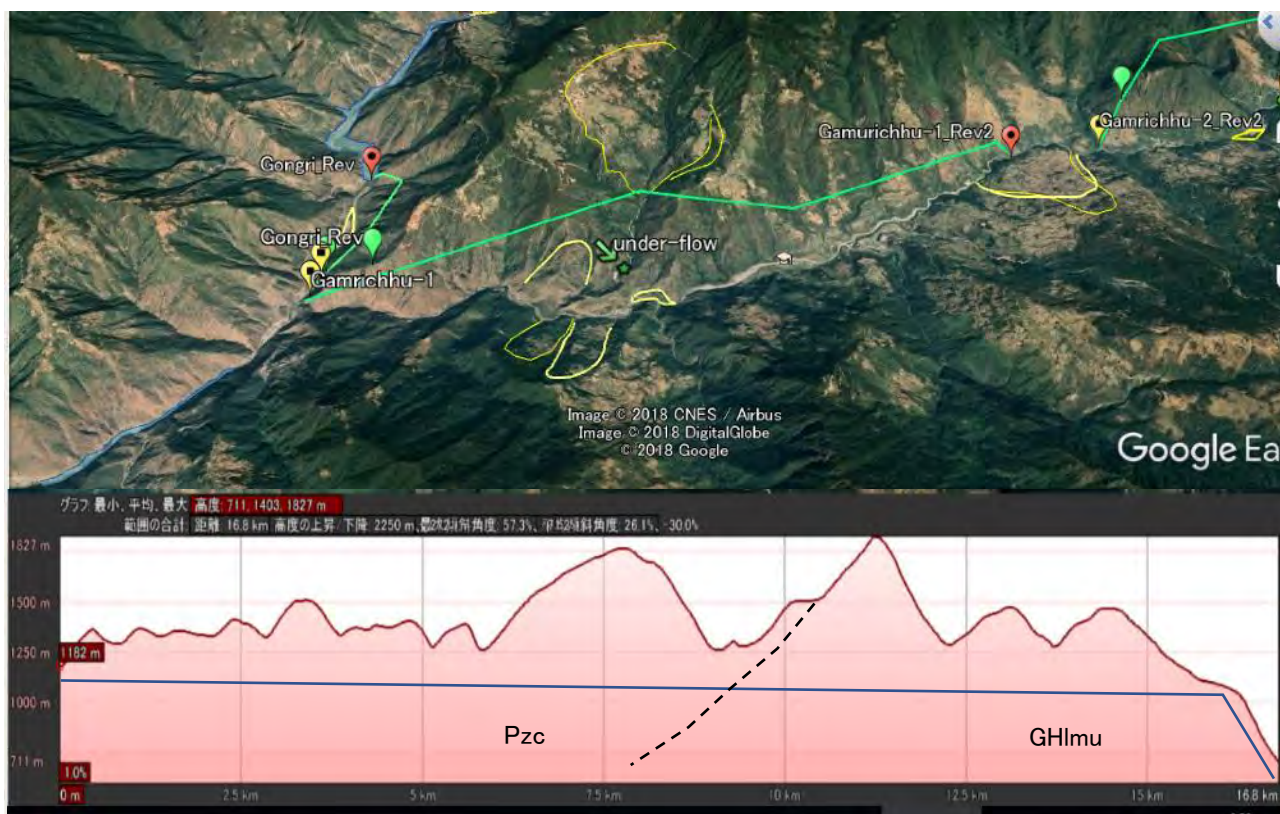 Gongri_Rev
Gamurichhu-1_Rev2
Gamrichhu-2_Rev2
Gongri_Rev
under-flow
Gamrichhu-1
Image © 2018 CNES / Airbus
Image © 2018 DigitalGlobe
© 2018 Google
Google Ea
グラフ: 最小、平均、最大 高度: 711, 1403, 1827 m
範囲の合計: 距離: 16.8 km 高度の上昇/下降: 2250 m, 傾斜角度: 57.3%, 傾斜角度: 26.1%, -30.0%
1827 m
1500 m
1250 m
1182 m
1000 m
Pzc
GHlmu
711 m
1.0%
0 m
2.5 km
5 km
7.5 km
10 km
12.5 km
15 km
16.8 km